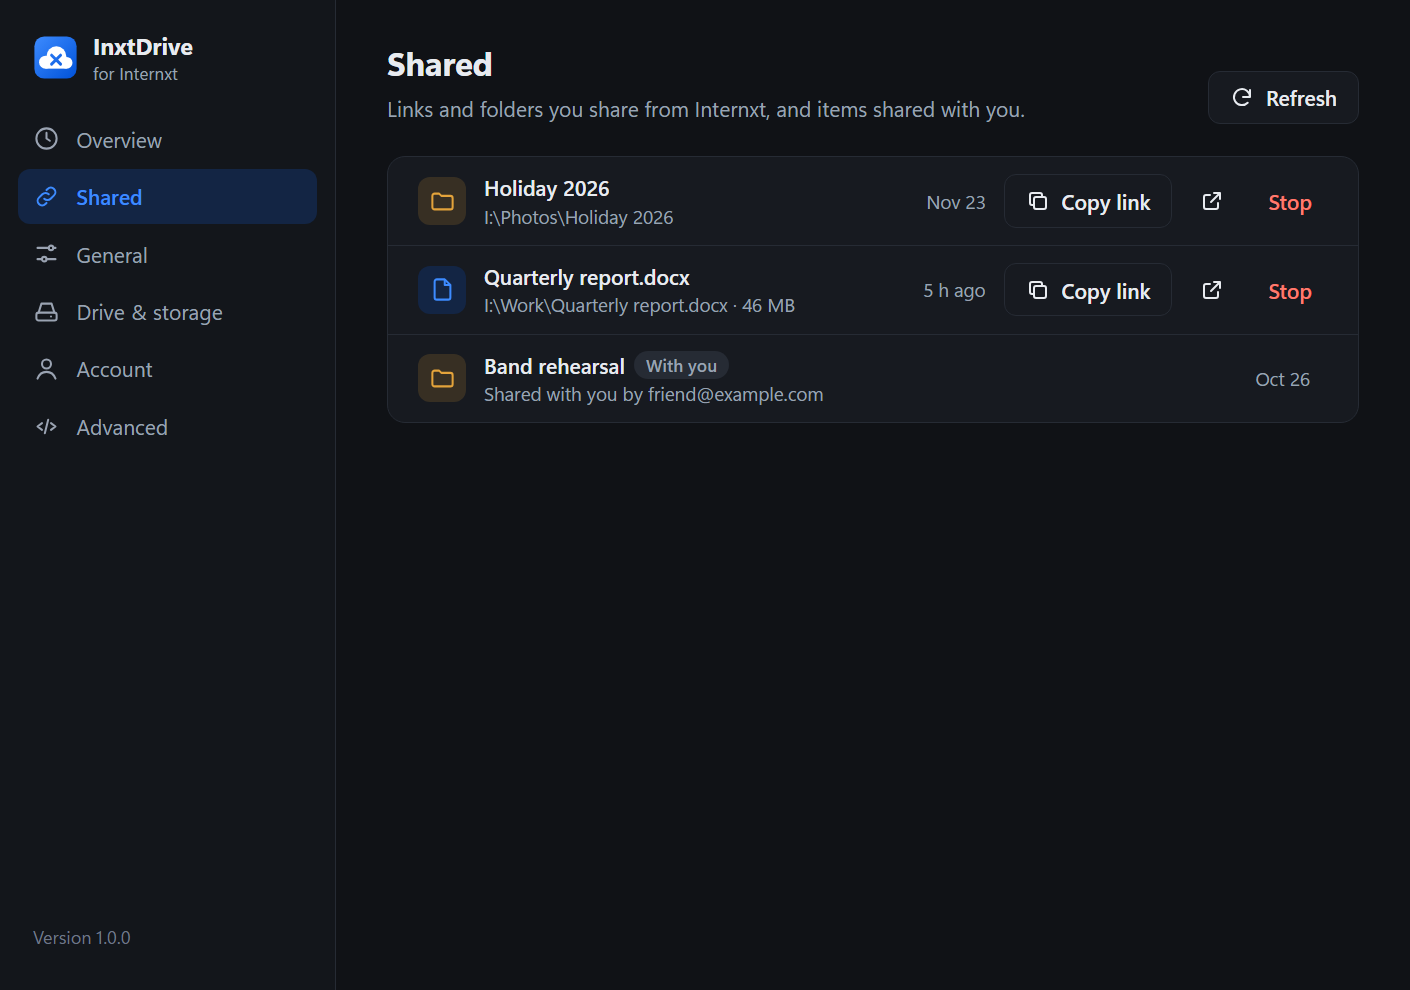 InxtDrive
for Internxt
Overview
Shared
General
Drive & storage
Account
Advanced
Version 1.0.0
Shared
Links and folders you share from Internxt, and items shared with you.
Refresh
Holiday 2026
I:\Photos\Holiday 2026
Nov 23
Copy link
Stop
Quarterly report.docx
I:\Work\Quarterly report.docx · 46 MB
5 h ago
Copy link
Stop
Band rehearsal With you
Shared with you by friend@example.com
Oct 26